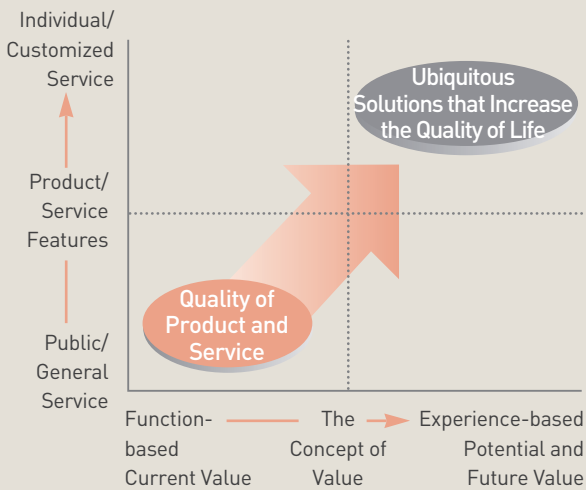 Individual/
Customized
Service
Product/
Service
Features
Public/
General
Service
Ubiquitous
Solutions that Increase
the Quality of Life
Quality of
Product and
Service
Function-
based
Current Value
The
Concept of
Value
Experience-based
Potential and
Future Value